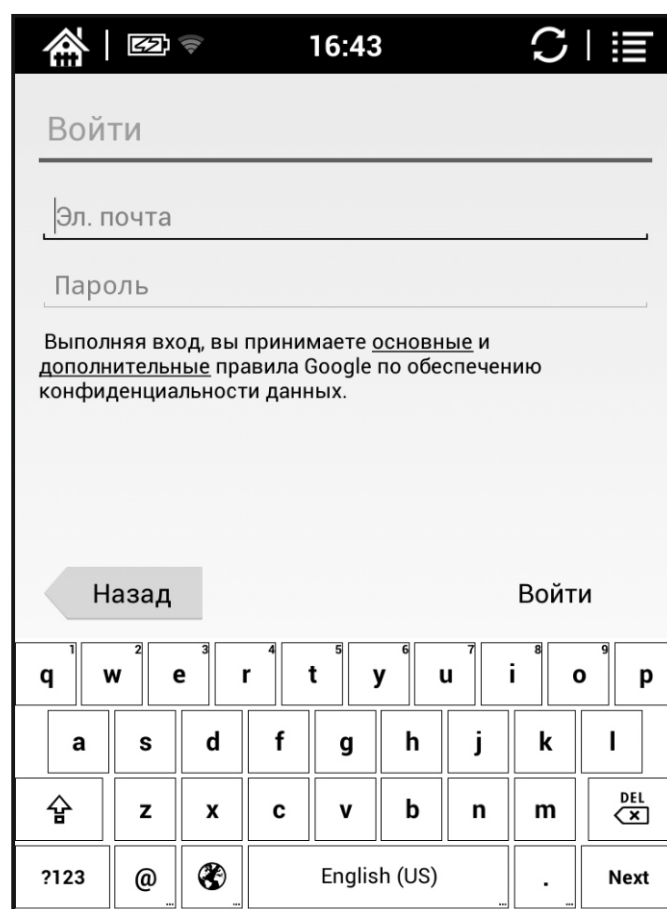 16:43
Войти
Эл. почта
Пароль
Выполняя вход, вы принимаете основные и
дополнительные правила Google по обеспечению
конфиденциальности данных.
Назад Войти
1 2 3 4 5 6 7 8 9
q w e r t y u i o p
a s d f g h j k l
z x c v b n m DEL
?123 @ English (US) . Next